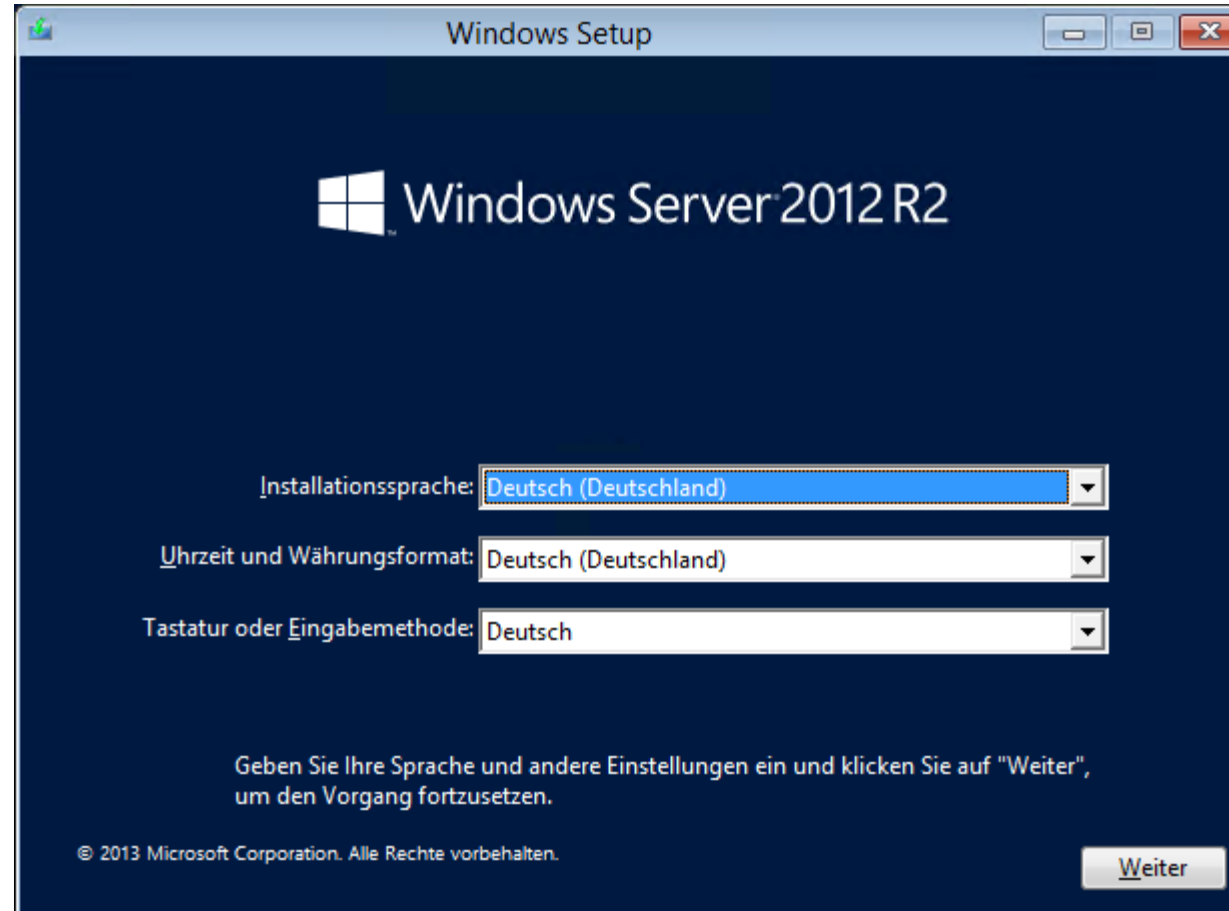 Windows Setup
Windows Server 2012 R2
Installationssprache: Deutsch (Deutschland)
Uhrzeit und Währungsformat: Deutsch (Deutschland)
Tastatur oder Eingabemethode: Deutsch
Geben Sie Ihre Sprache und andere Einstellungen ein und klicken Sie auf "Weiter",
um den Vorgang fortzusetzen.
© 2013 Microsoft Corporation. Alle Rechte vorbehalten.
Weiter